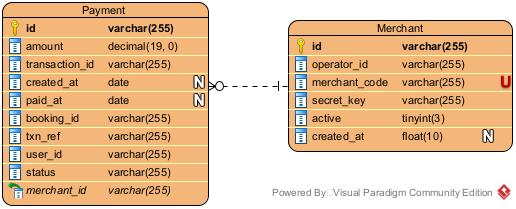 Payment
id varchar(255)
amount decimal(19, 0)
transaction_id varchar(255)
created_at date N
paid_at date N
booking_id varchar(255)
txn_ref varchar(255)
user_id varchar(255)
status varchar(255)
merchant_id varchar(255)
Merchant
id varchar(255)
operator_id varchar(255)
merchant_code varchar(255) U
secret_key varchar(255)
active tinyint(3)
created_at float(10) N
Powered By Visual Paradigm Community Edition